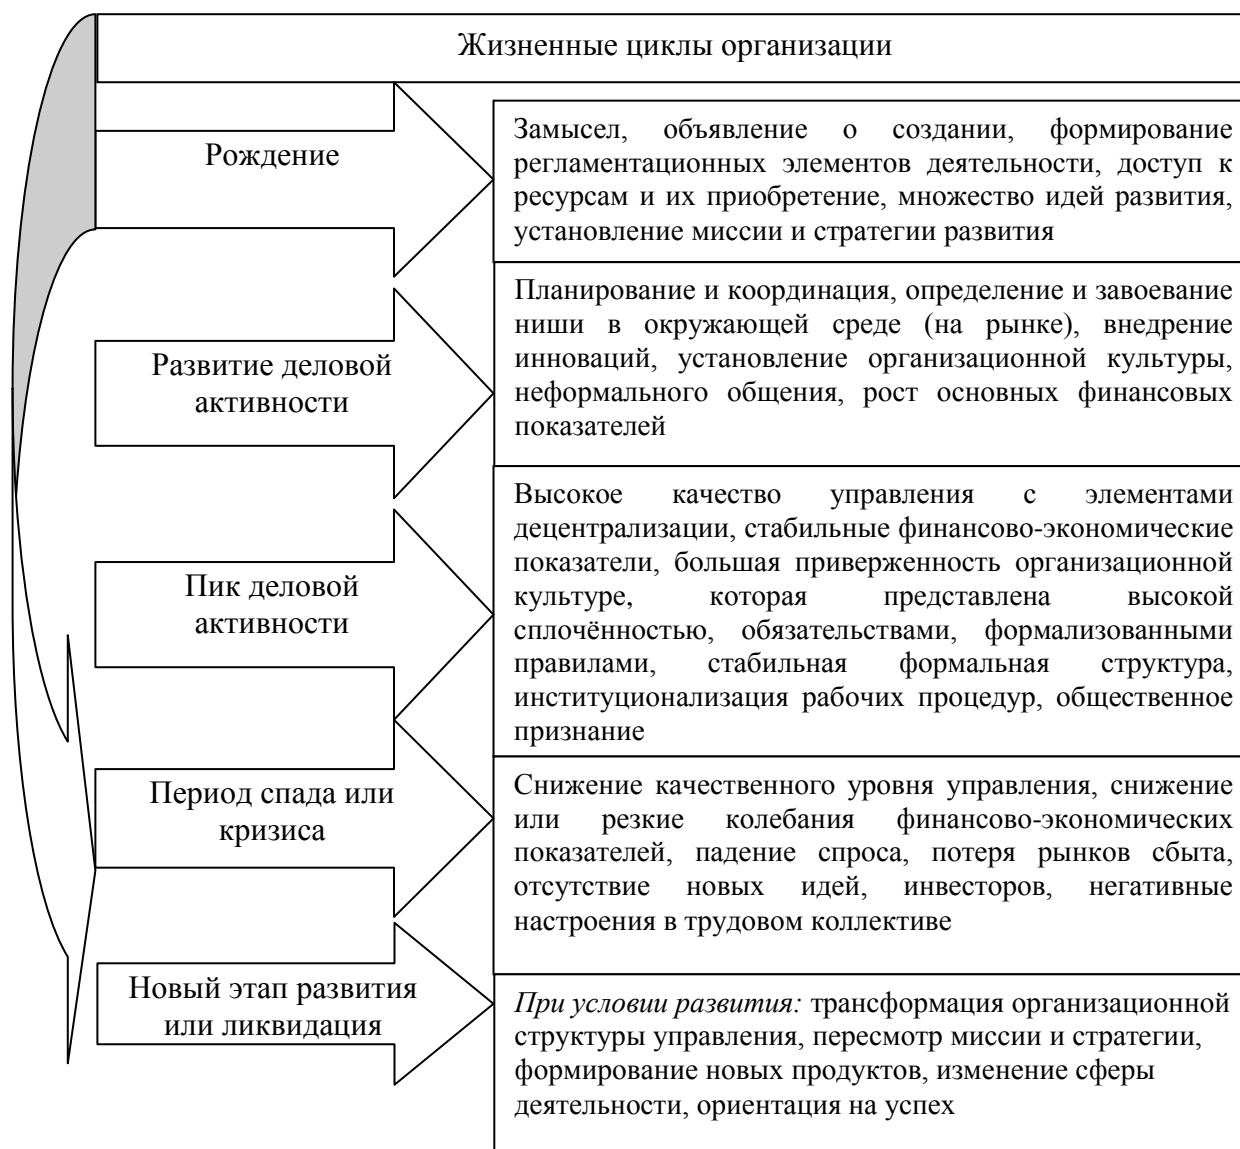 Жизненные циклы организации
Рождение
Замысел, объявление о создании, формирование
регламентационных элементов деятельности, доступ к
ресурсам и их приобретение, множество идей развития,
установление миссии и стратегии развития
Развитие деловой
активности
Планирование и координация, определение и завоевание
ниши в окружающей среде (на рынке), внедрение
инноваций, установление организационной культуры,
неформального общения, рост основных финансовых
показателей
Пик деловой
активности
Высокое качество управления с элементами
децентрализации, стабильные финансово-экономические
показатели, большая приверженность организационной
культуре, которая представлена высокой
сплочённостью, обязательствами, формализованными
правилами, стабильная формальная структура,
институционализация рабочих процедур, общественное
признание
Период спада или
кризиса
Снижение качественного уровня управления, снижение
или резкие колебания финансово-экономических
показателей, падение спроса, потеря рынков сбыта,
отсутствие новых идей, инвесторов, негативные
настроения в трудовом коллективе
Новый этап развития
или ликвидация
При условии развития: трансформация организационной
структуры управления, пересмотр миссии и стратегии,
формирование новых продуктов, изменение сферы
деятельности, ориентация на успех